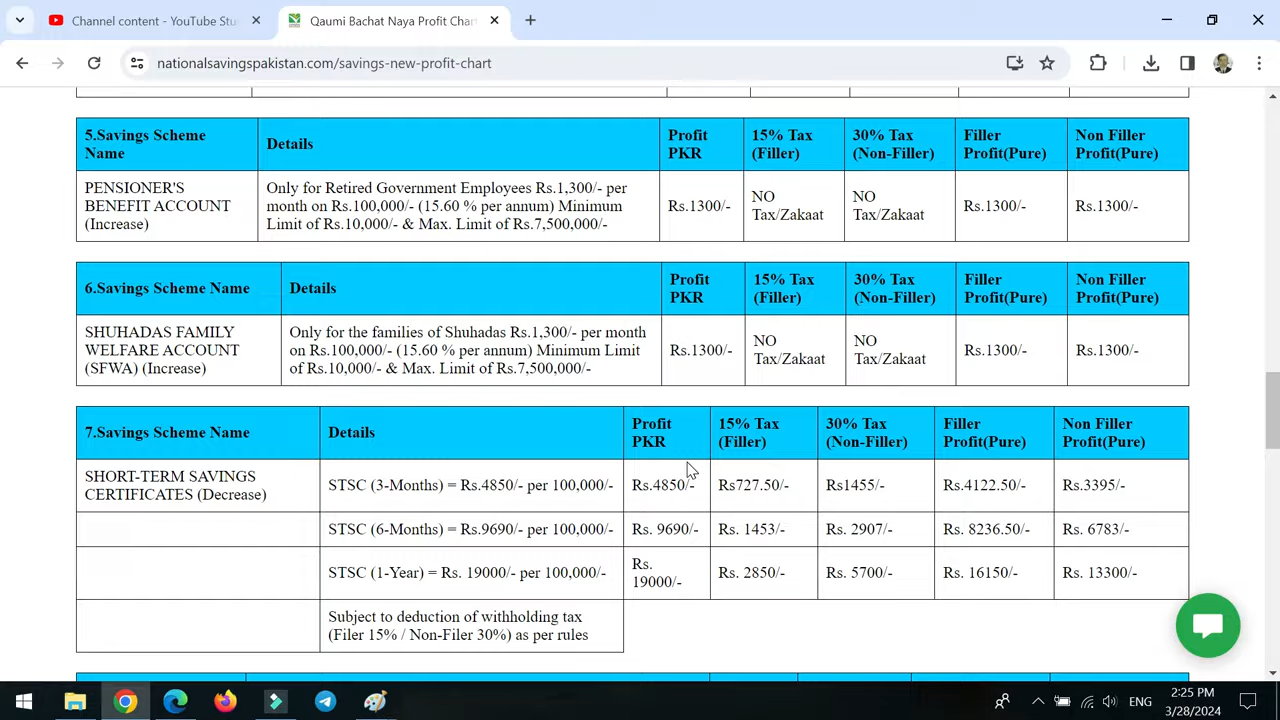 Channel content - YouTube Stu
Qaumi Bachat Naya Profit Char
nationalsavingspakistan.com/savings-new-profit-chart
5.Savings Scheme
Name
Details
Profit
PKR
15% Tax
(Filler)
30% Tax
(Non-Filler)
Filler
Profit(Pure)
Non Filler
Profit(Pure)
PENSIONER'S
BENEFIT ACCOUNT
(Increase)
Only for Retired Government Employees Rs.1,300/- per
month on Rs.100,000/- (15.60 % per annum) Minimum
Limit of Rs.10,000/- & Max. Limit of Rs.7,500,000/-
Rs.1300/-
NO
Tax/Zakaat
NO
Tax/Zakaat
Rs.1300/-
Rs.1300/-
6.Savings Scheme Name
Details
Profit
PKR
15% Tax
(Filler)
30% Tax
(Non-Filler)
Filler
Profit(Pure)
Non Filler
Profit(Pure)
SHUHADAS FAMILY
WELFARE ACCOUNT
(SFWA) (Increase)
Only for the families of Shuhadas Rs.1,300/- per month
on Rs.100,000/- (15.60 % per annum) Minimum Limit
of Rs.10,000/- & Max. Limit of Rs.7,500,000/-
Rs.1300/-
NO
Tax/Zakaat
NO
Tax/Zakaat
Rs.1300/-
Rs.1300/-
7.Savings Scheme Name
Details
Profit
PKR
15% Tax
(Filler)
30% Tax
(Non-Filler)
Filler
Profit(Pure)
Non Filler
Profit(Pure)
SHORT-TERM SAVINGS
CERTIFICATES (Decrease)
STSC (3-Months) = Rs.4850/- per 100,000/-
Rs.4850/-
Rs727.50/-
Rs1455/-
Rs.4122.50/-
Rs.3395/-
STSC (6-Months) = Rs.9690/- per 100,000/-
Rs. 9690/-
Rs. 1453/-
Rs. 2907/-
Rs. 8236.50/-
Rs. 6783/-
STSC (1-Year) = Rs. 19000/- per 100,000/-
Rs.
19000/-
Rs. 2850/-
Rs. 5700/-
Rs. 16150/-
Rs. 13300/-
Subject to deduction of withholding tax
(Filer 15% / Non-Filer 30%) as per rules
ENG
2:25 PM
3/28/2024